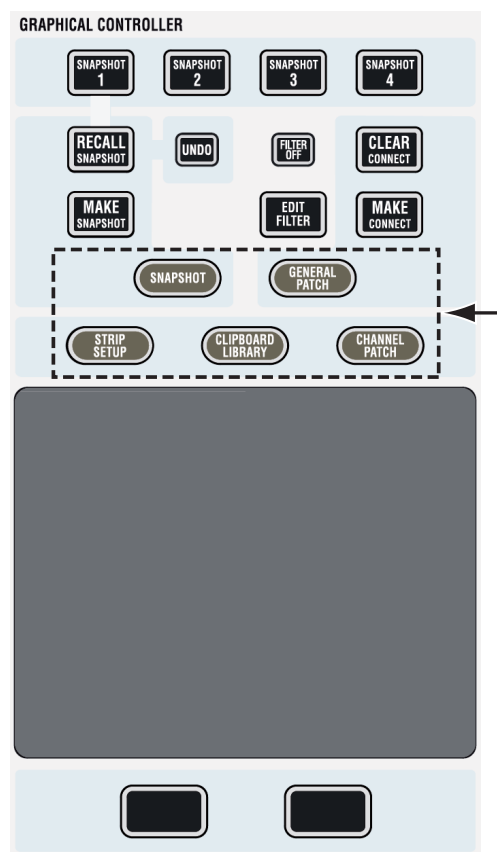 GRAPHICAL CONTROLLER
SNAPSHOT
1
SNAPSHOT
2
SNAPSHOT
3
SNAPSHOT
4
RECALL
SNAPSHOT
UNDO
FILTER
OFF
CLEAR
CONNECT
MAKE
SNAPSHOT
EDIT
FILTER
MAKE
CONNECT
SNAPSHOT
GENERAL
PATCH
STRIP
SETUP
CLIPBOARD
LIBRARY
CHANNEL
PATCH